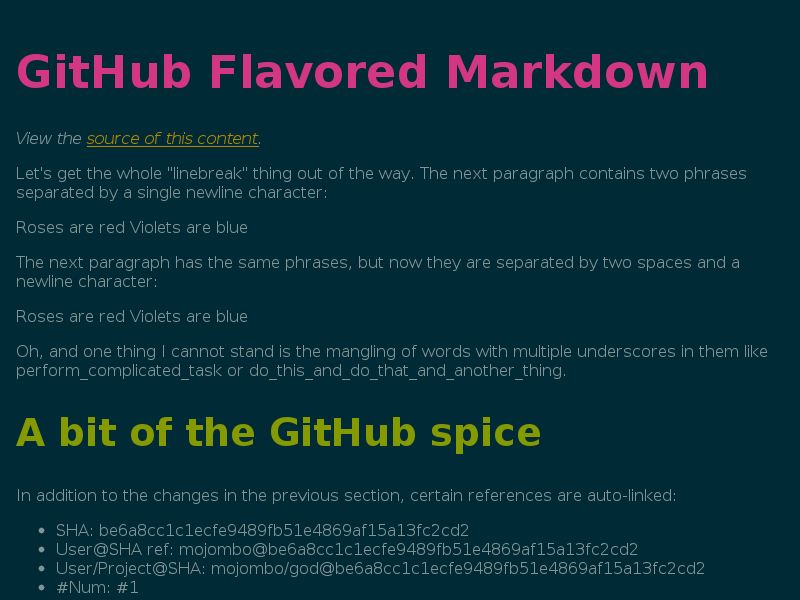 GitHub Flavored Markdown
View the source of this content.
Let's get the whole "linebreak" thing out of the way. The next paragraph contains two phrases
separated by a single newline character:
Roses are red Violets are blue
The next paragraph has the same phrases, but now they are separated by two spaces and a
newline character:
Roses are red Violets are blue
Oh, and one thing I cannot stand is the mangling of words with multiple underscores in them like
perform_complicated_task or do_this_and_do_that_and_another_thing.
A bit of the GitHub spice
In addition to the changes in the previous section, certain references are auto-linked:
• SHA: be6a8cc1c1ecfe9489fb51e4869af15a13fc2cd2
• User@SHA ref: mojombo@be6a8cc1c1ecfe9489fb51e4869af15a13fc2cd2
• User/Project@SHA: mojombo/god@be6a8cc1c1ecfe9489fb51e4869af15a13fc2cd2
• #Num: #1